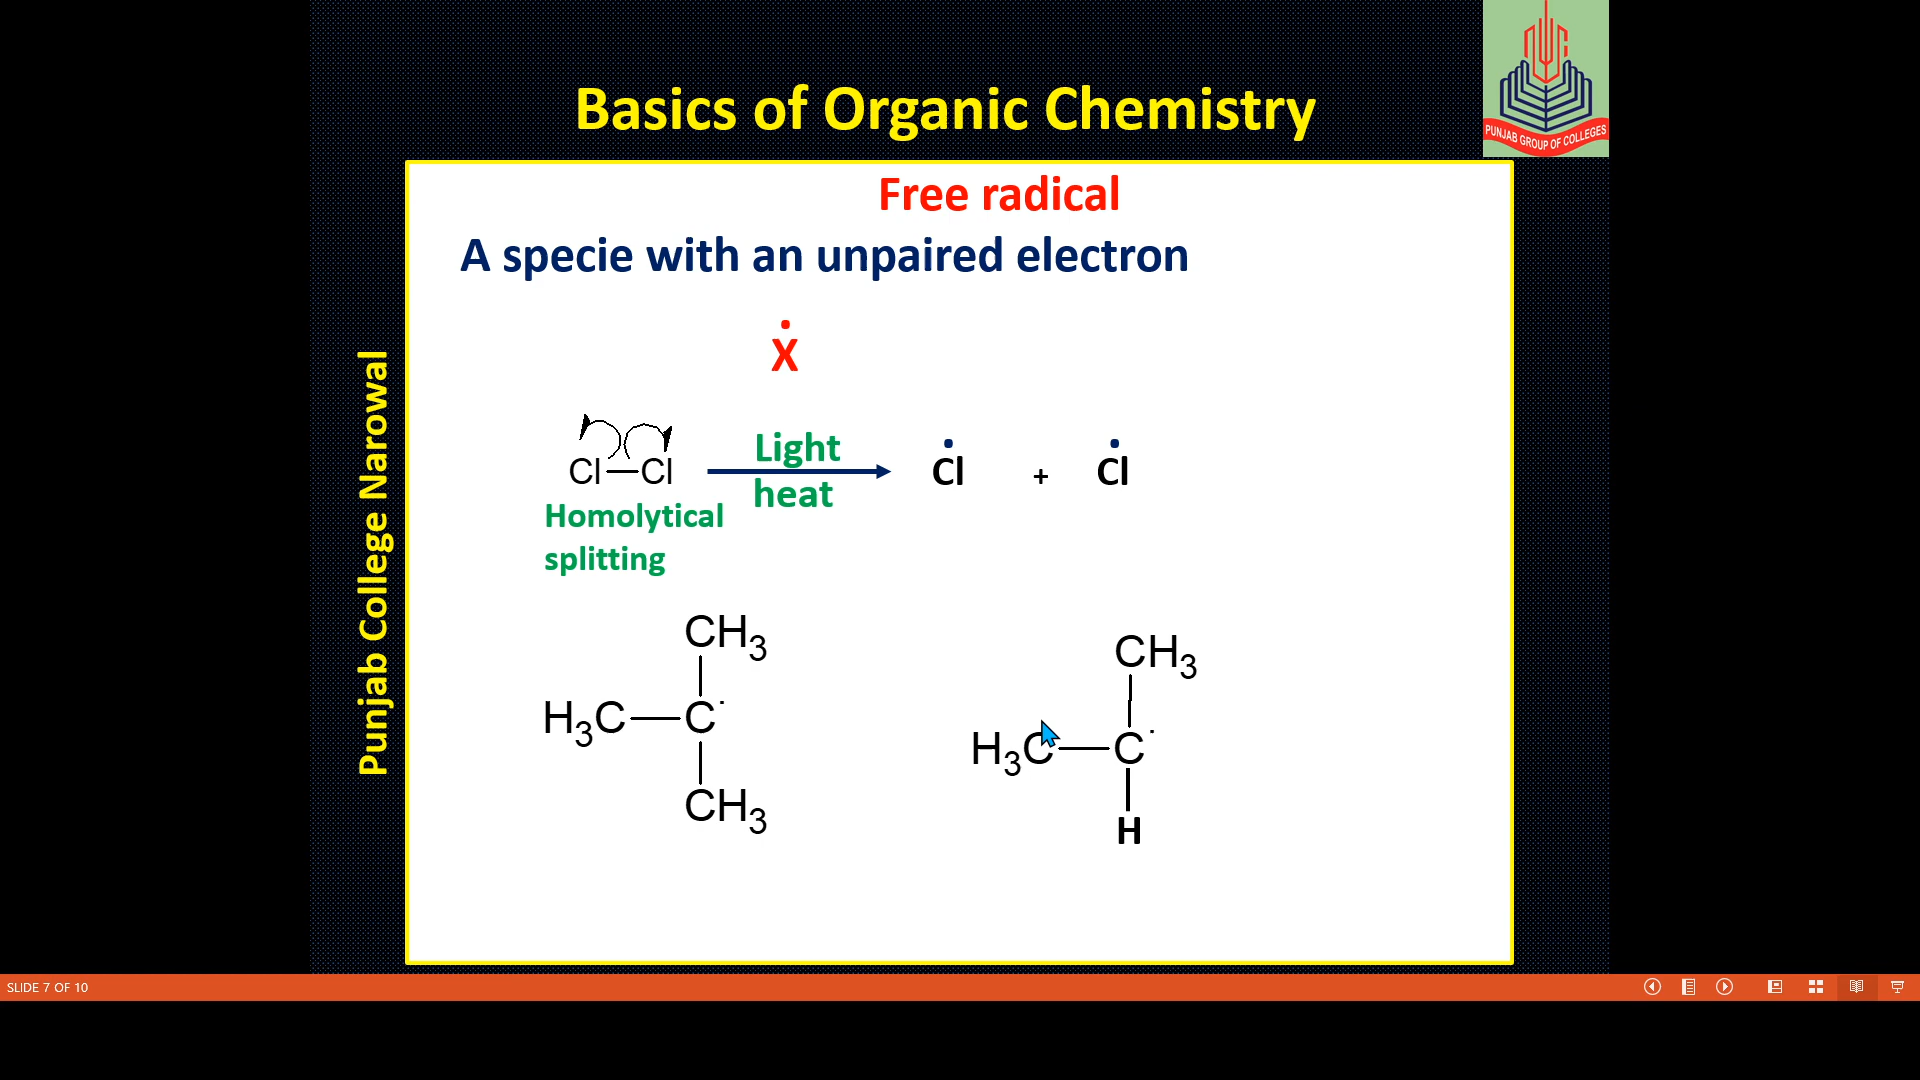 Basics of Organic Chemistry
PUNJAB GROUP OF COLLEGES
Free radical
A specie with an unpaired electron
Ẋ
Cl—Cl
Light
heat
Cl + Cl
Homolytical
splitting
CH3
H3C—C·
CH3
CH3
H3C—C·
H
Punjab College Narowal
SLIDE 7 OF 10